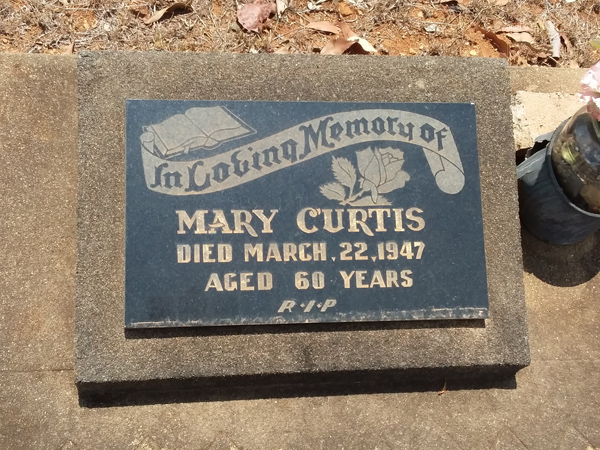 In Loving Memory of
MARY CURTIS
DIED MARCH, 22, 1947
AGED 60 YEARS
R·I·P